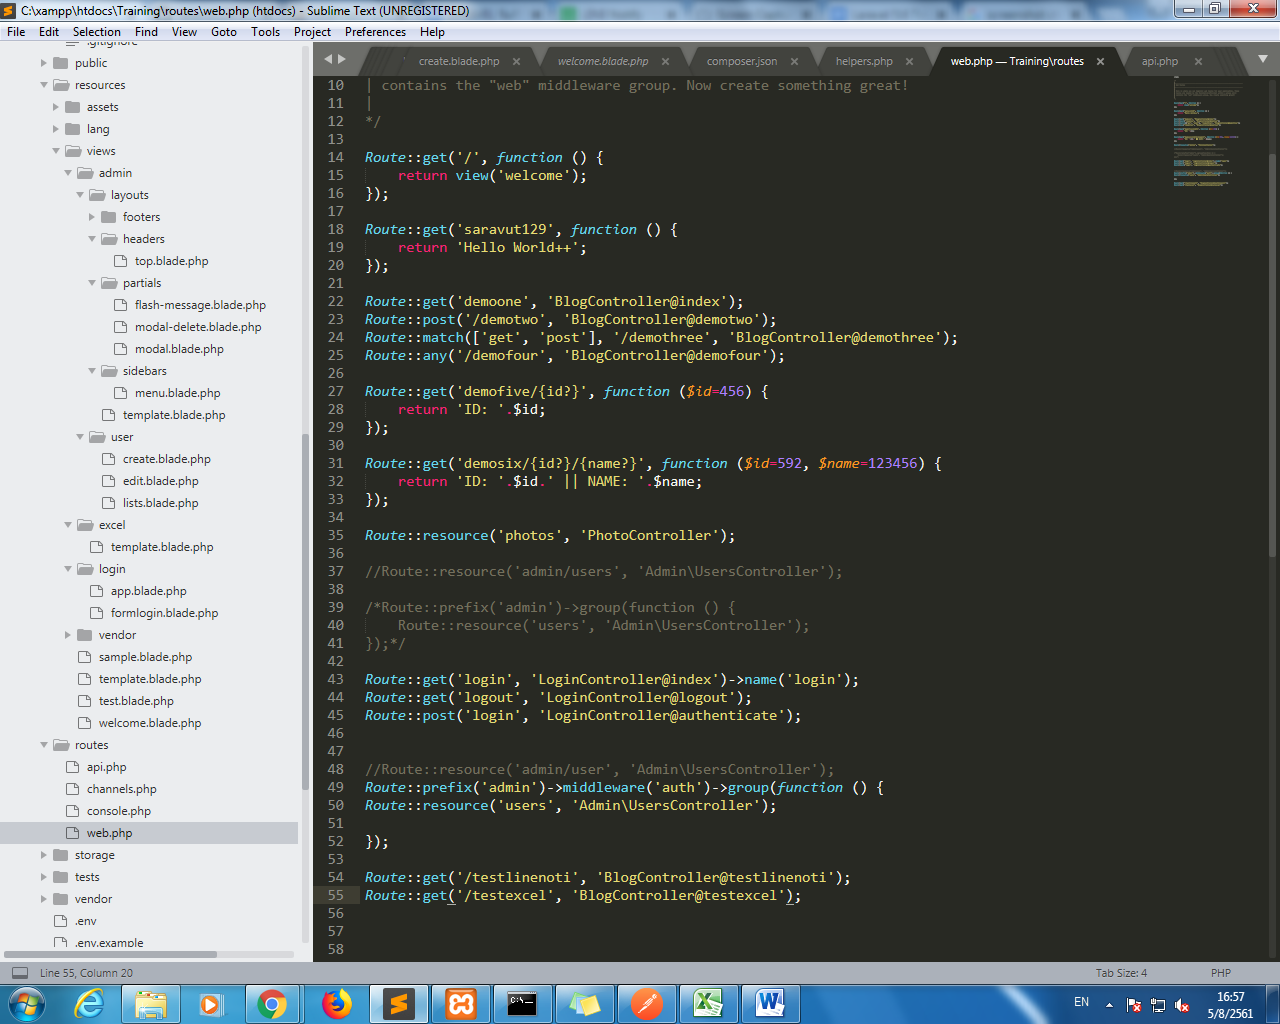 C:\xampp\htdocs\Training\routes\web.php (htdocs) - Sublime Text (UNREGISTERED)
File Edit Selection Find View Goto Tools Project Preferences Help
.gitignore
public
resources
assets
lang
views
admin
layouts
footers
headers
top.blade.php
partials
flash-message.blade.php
modal-delete.blade.php
modal.blade.php
sidebars
menu.blade.php
template.blade.php
user
create.blade.php
edit.blade.php
lists.blade.php
excel
template.blade.php
login
app.blade.php
formlogin.blade.php
vendor
sample.blade.php
template.blade.php
test.blade.php
welcome.blade.php
routes
api.php
channels.php
console.php
web.php
storage
tests
vendor
.env
.env.example
create.blade.php welcome.blade.php composer.json helpers.php web.php — Training\routes api.php
10 | contains the "web" middleware group. Now create something great!
11 |
12 */
13
14 Route::get('/', function () {
15     return view('welcome');
16 });
17
18 Route::get('saravut129', function () {
19     return 'Hello World++';
20 });
21
22 Route::get('demoone', 'BlogController@index');
23 Route::post('/demotwo', 'BlogController@demotwo');
24 Route::match(['get', 'post'], '/demothree', 'BlogController@demothree');
25 Route::any('/demofour', 'BlogController@demofour');
26
27 Route::get('demofive/{id?}', function ($id=456) {
28     return 'ID: '.$id;
29 });
30
31 Route::get('demosix/{id?}/{name?}', function ($id=592, $name=123456) {
32     return 'ID: '.$id.' || NAME: '.$name;
33 });
34
35 Route::resource('photos', 'PhotoController');
36
37 //Route::resource('admin/users', 'Admin\UsersController');
38
39 /*Route::prefix('admin')->group(function () {
40     Route::resource('users', 'Admin\UsersController');
41 });*/
42
43 Route::get('login', 'LoginController@index')->name('login');
44 Route::get('logout', 'LoginController@logout');
45 Route::post('login', 'LoginController@authenticate');
46
47
48 //Route::resource('admin/user', 'Admin\UsersController');
49 Route::prefix('admin')->middleware('auth')->group(function () {
50 Route::resource('users', 'Admin\UsersController');
51
52 });
53
54 Route::get('/testlinenoti', 'BlogController@testlinenoti');
55 Route::get('/testexcel', 'BlogController@testexcel');
56
57
58
Line 55, Column 20 Tab Size: 4 PHP
EN 16:57
5/8/2561